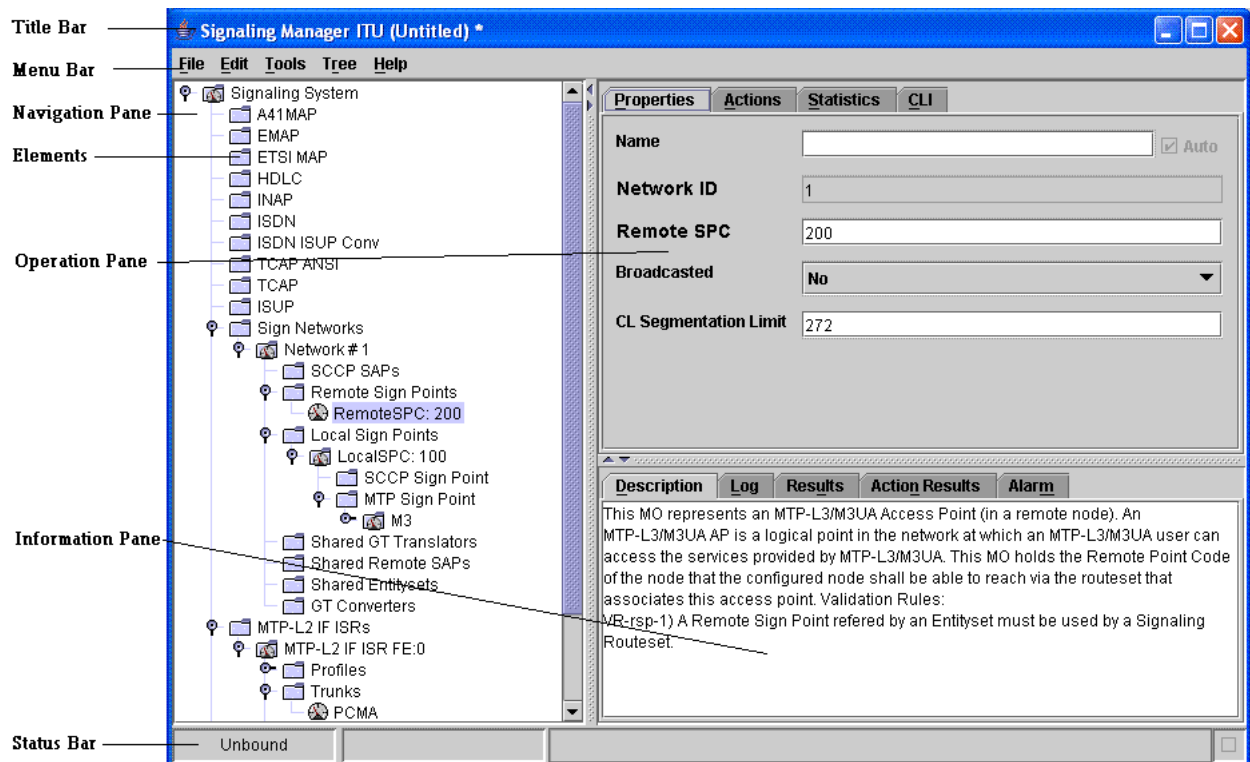 Title Bar
Signaling Manager ITU (Untitled) *
Menu Bar
File Edit Tools Tree Help
Navigation Pane
Elements
Operation Pane
Information Pane
Status Bar
Signaling System
A41MAP
EMAP
ETSI MAP
HDLC
INAP
ISDN
ISDN ISUP Conv
TCAP ANSI
TCAP
ISUP
Sign Networks
Network # 1
SCCP SAPs
Remote Sign Points
RemoteSPC: 200
Local Sign Points
LocalSPC: 100
SCCP Sign Point
MTP Sign Point
M3
Shared GT Translators
Shared Remote SAPs
Shared Entitysets
GT Converters
MTP-L2 IF ISRs
MTP-L2 IF ISR FE:0
Profiles
Trunks
PCMA
Properties Actions Statistics CLI
Name Auto
Network ID 1
Remote SPC 200
Broadcasted No
CL Segmentation Limit 272
Description Log Results Action Results Alarm
This MO represents an MTP-L3/M3UA Access Point (in a remote node). An
MTP-L3/M3UA AP is a logical point in the network at which an MTP-L3/M3UA user can
access the services provided by MTP-L3/M3UA. This MO holds the Remote Point Code
of the node that the configured node shall be able to reach via the routeset that
associates this access point. Validation Rules:
VR-rsp-1) A Remote Sign Point refered by an Entityset must be used by a Signaling
Routeset.
Unbound